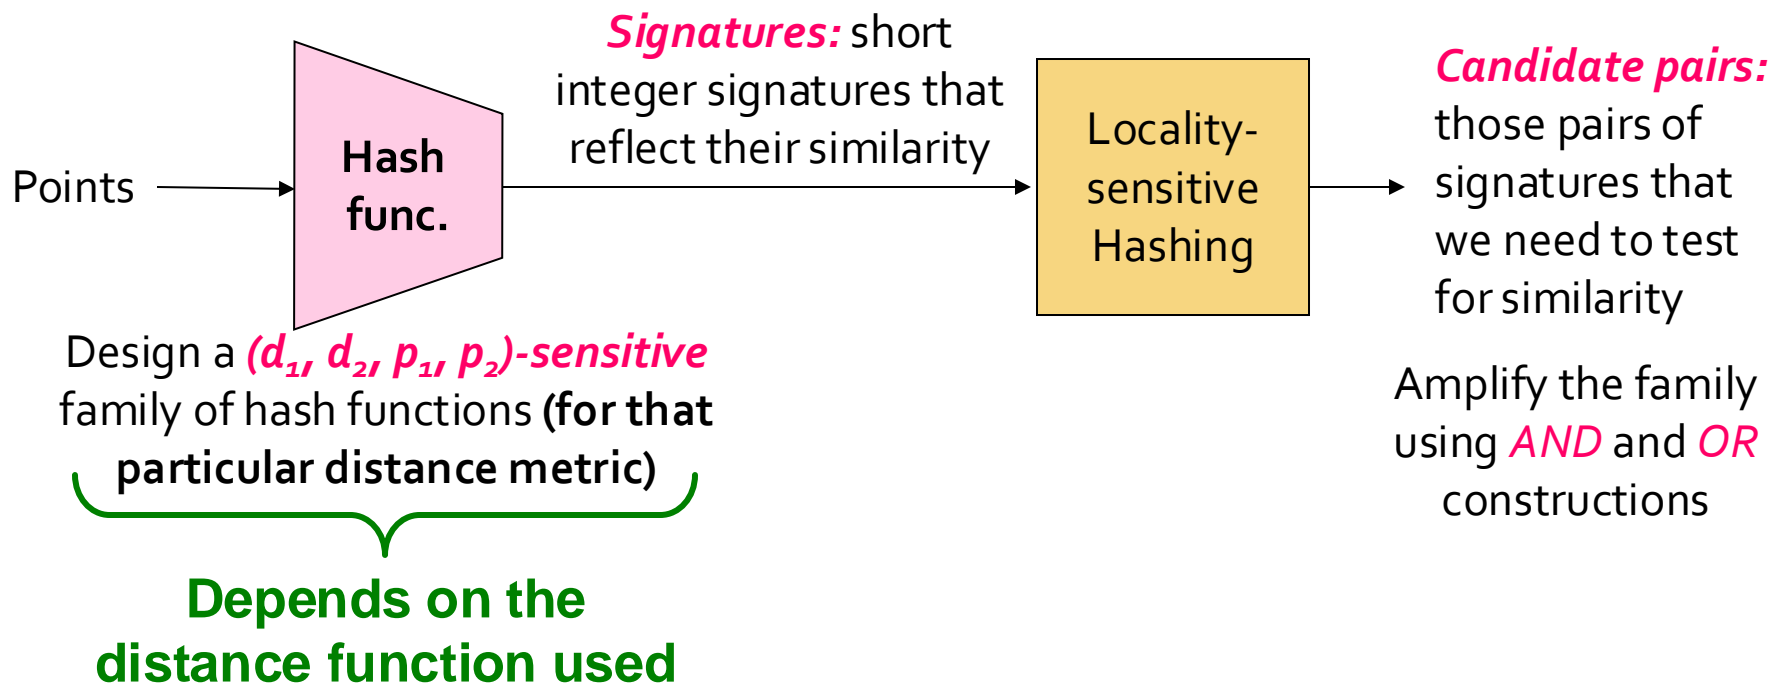 Points
Hash
func.
Signatures: short
integer signatures that
reflect their similarity
Locality-
sensitive
Hashing
Candidate pairs:
those pairs of
signatures that
we need to test
for similarity
Design a (d₁, d₂, p₁, p₂)-sensitive
family of hash functions (for that
particular distance metric)
Amplify the family
using AND and OR
constructions
Depends on the
distance function used